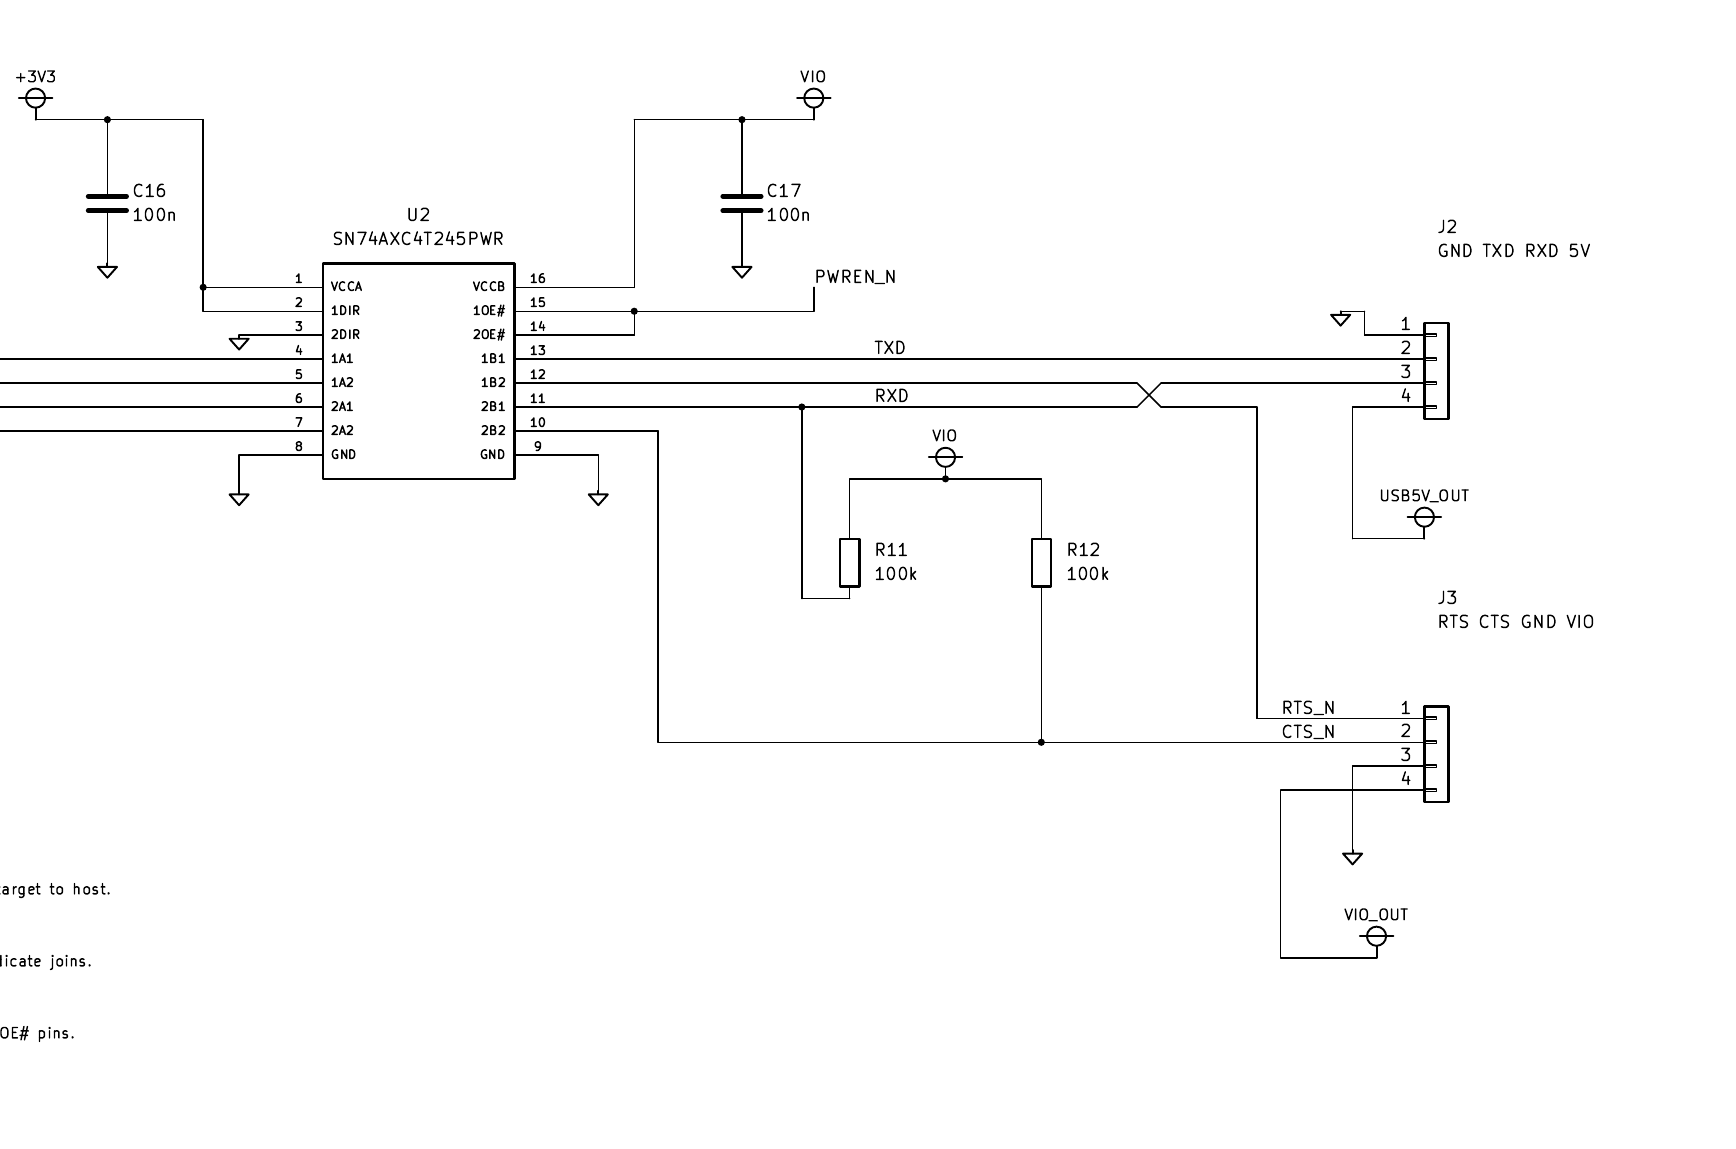 +3V3
VIO
C16
100n
C17
100n
U2
SN74AXC4T245PWR
J2
GND TXD RXD 5V
PWREN_N
1 VCCA VCCB 16
2 1DIR 1OE# 15
3 2DIR 2OE# 14
4 1A1 1B1 13
5 1A2 1B2 12
6 2A1 2B1 11
7 2A2 2B2 10
8 GND GND 9
TXD
RXD
1
2
3
4
VIO
USB5V_OUT
R11
100k
R12
100k
J3
RTS CTS GND VIO
RTS_N 1
CTS_N 2
3
4
target to host.
VIO_OUT
licate joins.
OE# pins.